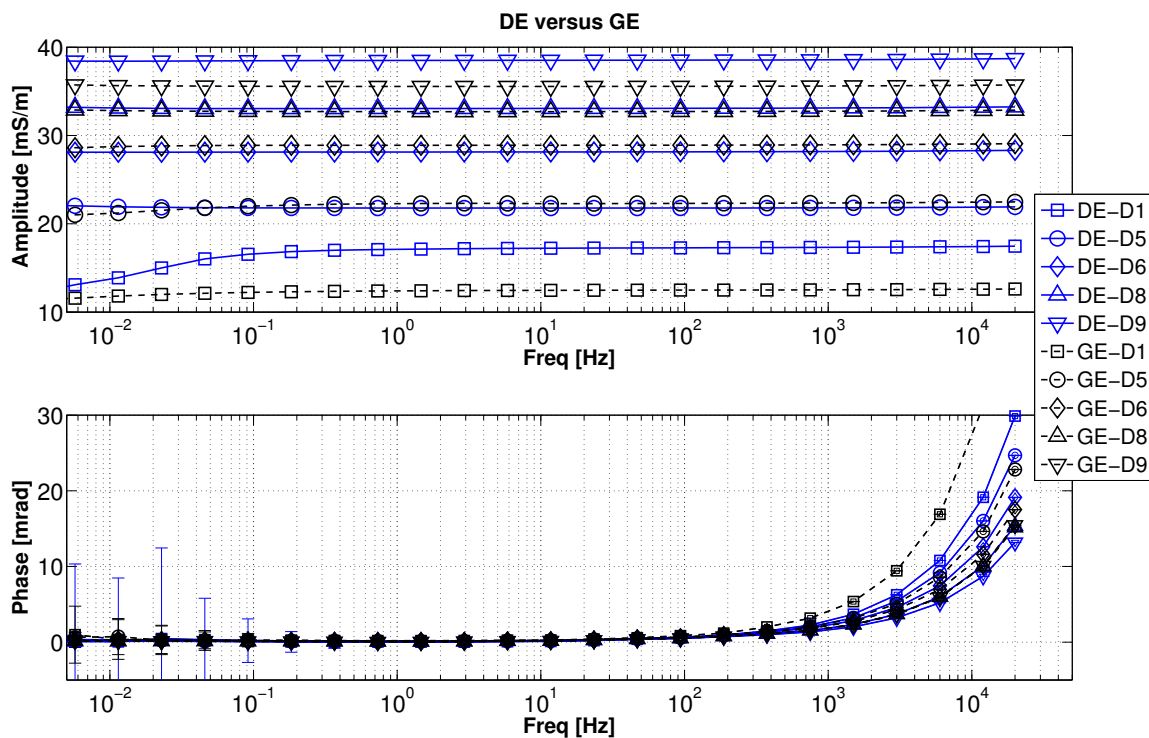 DE versus GE
Amplitude [mS/m]
40
30
20
10
10^-2
10^-1
10^0
10^1
10^2
10^3
10^4
Freq [Hz]
DE-D1
DE-D5
DE-D6
DE-D8
DE-D9
GE-D1
GE-D5
GE-D6
GE-D8
GE-D9
Phase [mrad]
30
20
10
0
10^-2
10^-1
10^0
10^1
10^2
10^3
10^4
Freq [Hz]